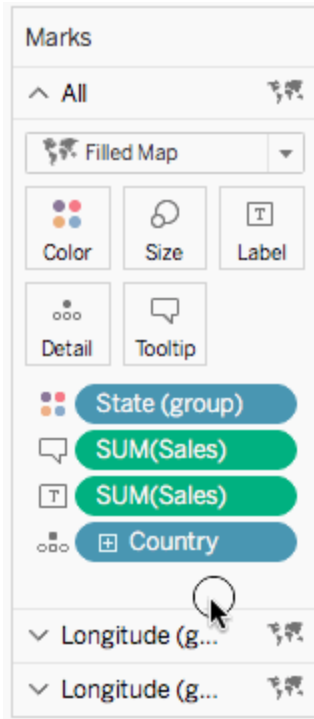 Marks
All
Filled Map
Color Size Label
Detail Tooltip
State (group)
SUM(Sales)
T SUM(Sales)
Country
Longitude (g...
Longitude (g...